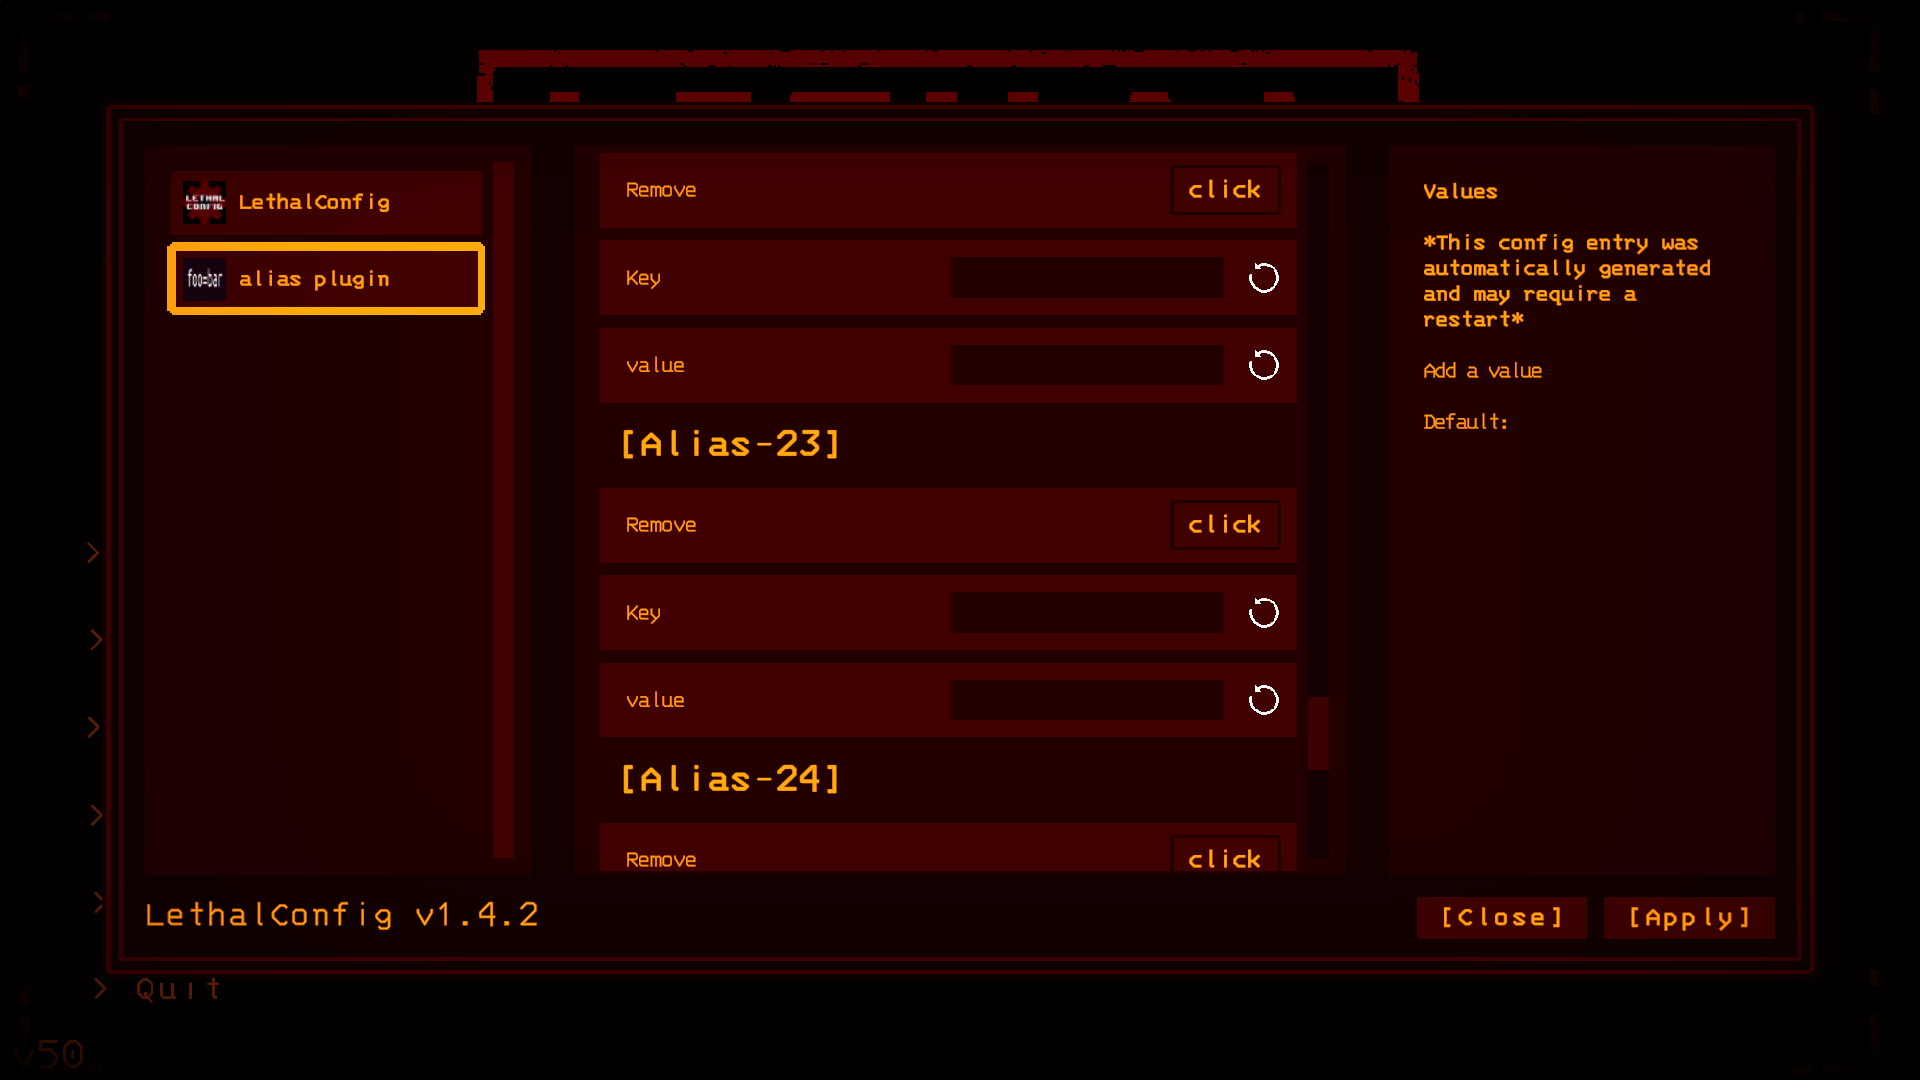 LETHAL
CONFIG
LethalConfig
foo=bar
alias plugin
Remove
click
Key
value
[Alias-23]
Remove
click
Key
value
[Alias-24]
Remove
click
Values
*This config entry was
automatically generated
and may require a
restart*
Add a value
Default:
LethalConfig v1.4.2
[Close]
[Apply]
> Quit
v50